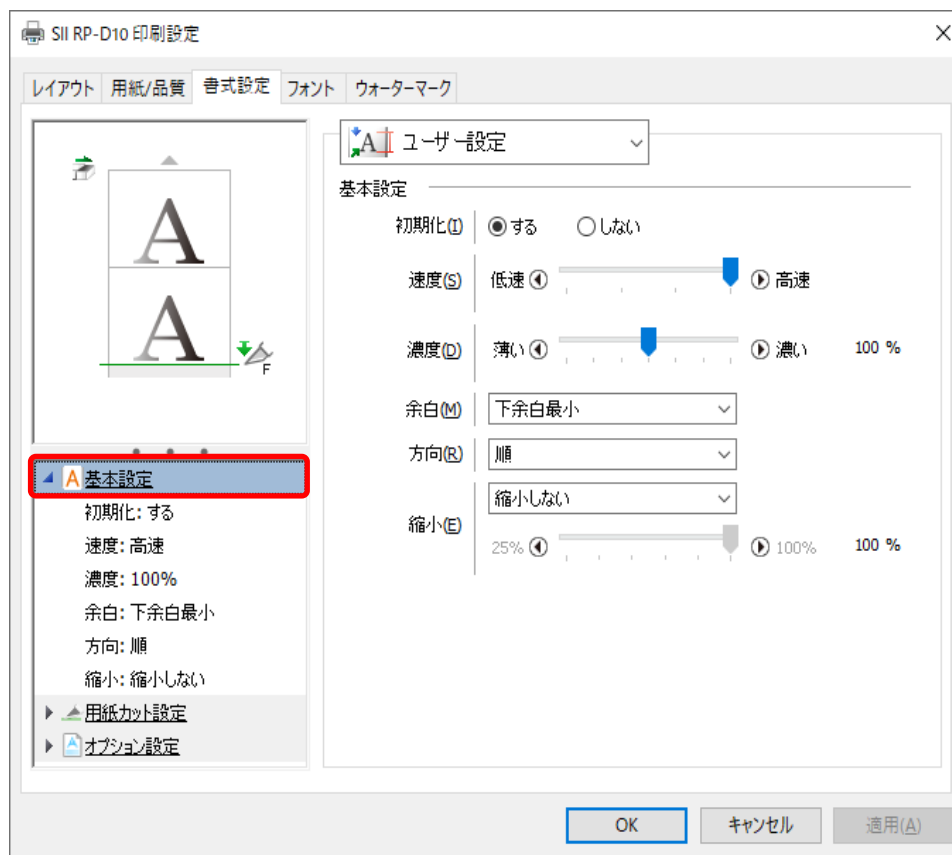 SII RP-D10 印刷設定
レイアウト 用紙/品質 書式設定 フォント ウォーターマーク
A
A
F
基本設定
初期化: する
速度: 高速
濃度: 100%
余白: 下余白最小
方向: 順
縮小: 縮小しない
用紙カット設定
オプション設定
ユーザー設定
基本設定
初期化(I) する しない
速度(S) 低速 高速
濃度(D) 薄い 濃い 100 %
余白(M) 下余白最小
方向(R) 順
縮小(E) 縮小しない
25% 100% 100 %
OK キャンセル 適用(A)